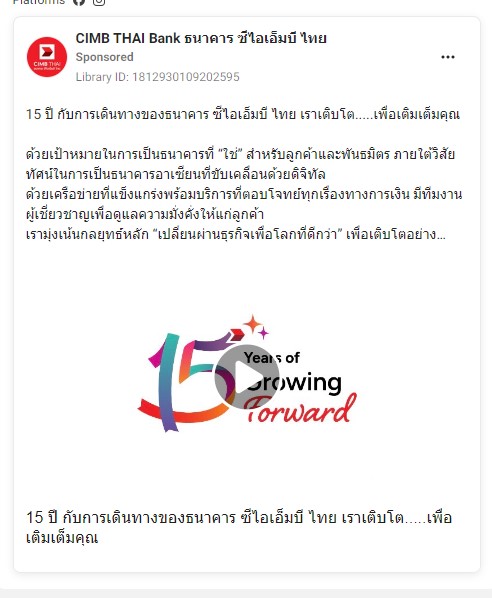 Platforms
CIMB THAI Bank ธนาคาร ซีไอเอ็มบี ไทย
CIMB THAI
Sponsored
Library ID: 1812930109202595
15 ปี กับการเดินทางของธนาคาร ซีไอเอ็มบี ไทย เราเติบโต.....เพื่อเติมเต็มคุณ
ด้วยเป้าหมายในการเป็นธนาคารที่ “ใช่” สำหรับลูกค้าและพันธมิตร ภายใต้วิสัย
ทัศน์ในการเป็นธนาคารอาเซียนที่ขับเคลื่อนด้วยดิจิทัล
ด้วยเครือข่ายที่แข็งแกร่งพร้อมบริการที่ตอบโจทย์ทุกเรื่องทางการเงิน มีทีมงาน
ผู้เชี่ยวชาญเพื่อดูแลความมั่งคั่งให้แก่ลูกค้า
เรามุ่งเน้นกลยุทธ์หลัก “เปลี่ยนผ่านธุรกิจเพื่อโลกที่ดีกว่า” เพื่อเติบโตอย่าง...
15 Years of
Growing
Forward
15 ปี กับการเดินทางของธนาคาร ซีไอเอ็มบี ไทย เราเติบโต.....เพื่อ
เติมเต็มคุณ